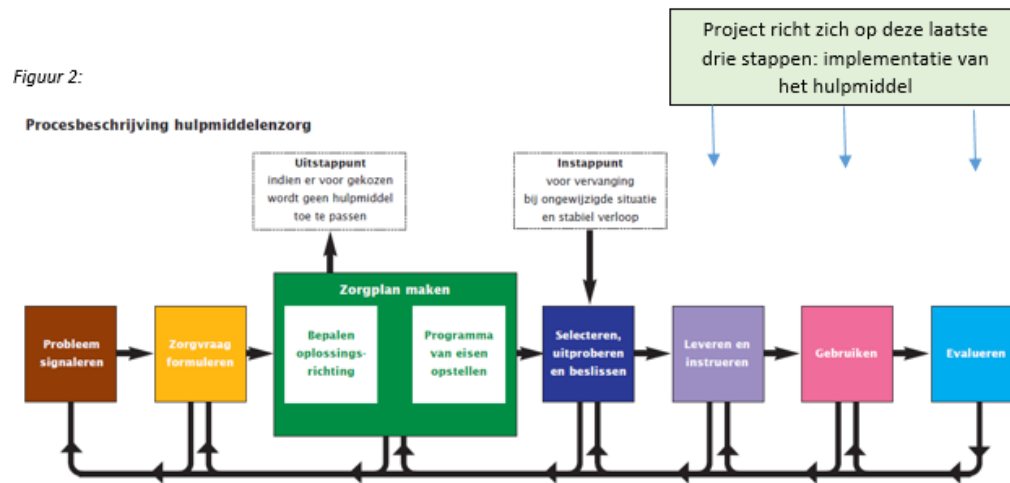 Project richt zich op deze laatste
drie stappen: implementatie van
het hulpmiddel
Figuur 2:
Procesbeschrijving hulpmiddelenzorg
Uitstappunt
indien er voor gekozen
wordt geen hulpmiddel
toe te passen
Instappunt
voor vervanging
bij ongewijzigde situatie
en stabiel verloop
Zorgplan maken
Probleem
signaleren
Zorgvraag
formuleren
Bepalen
oplossings-
richting
Programma
van eisen
opstellen
Selecteren,
uitproberen
en beslissen
Leveren en
instrueren
Gebruiken
Evalueren